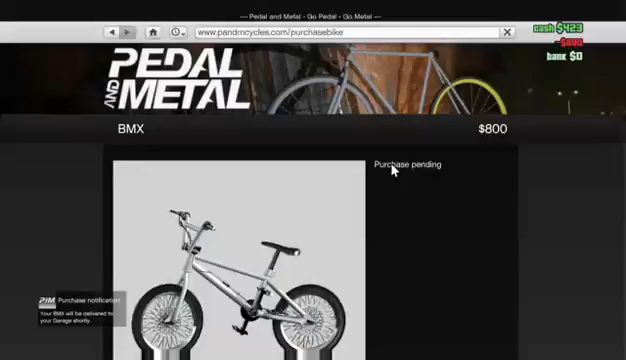 — Pedal and Metal - Go Pedal - Go Metal —
www.pandmcycles.com/purchasebike
cash $423
-$800
bank $0
PEDAL
AND METAL
BMX
$800
Purchase pending
PIM Purchase notification
Your BMX will be delivered to
your Garage shortly.